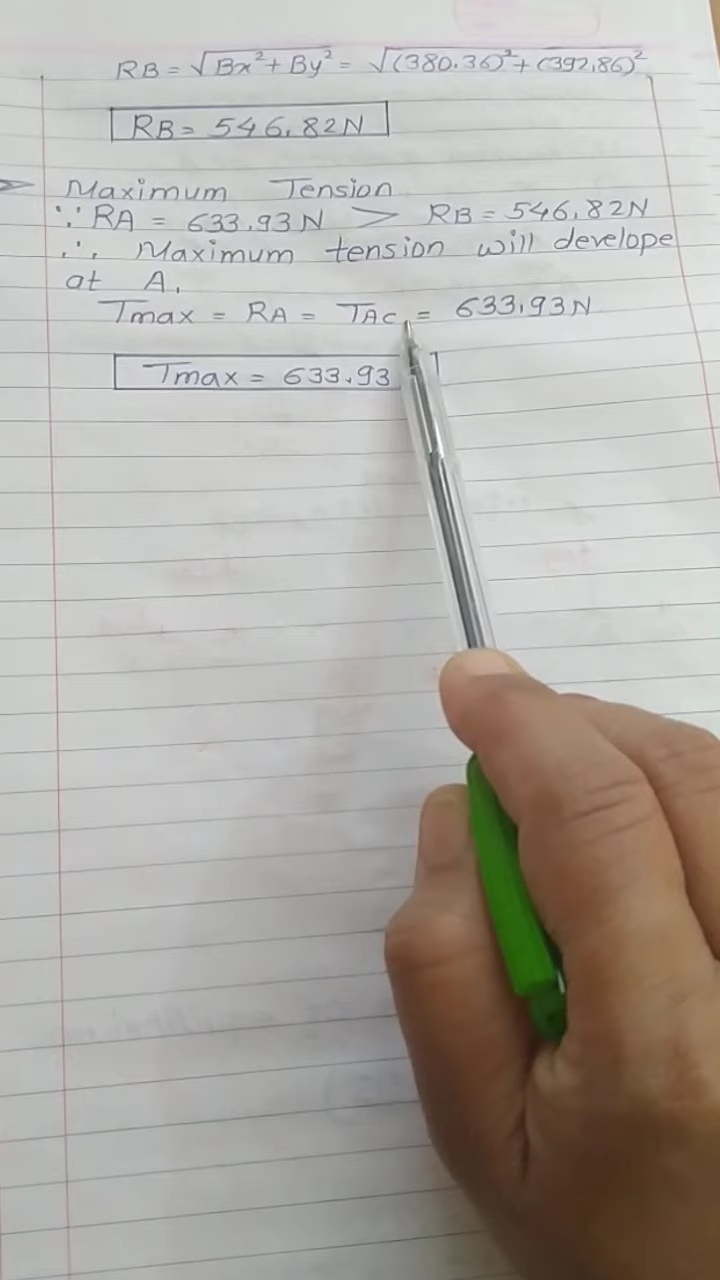 RB = √Bx²+By² = √(380.36)²+(392.86)²
RB = 546.82N
Maximum Tension
∵ RA = 633.93N > RB = 546.82N
∴ Maximum tension will develope
at A.
Tmax = RA = TAC = 633.93N
Tmax = 633.93